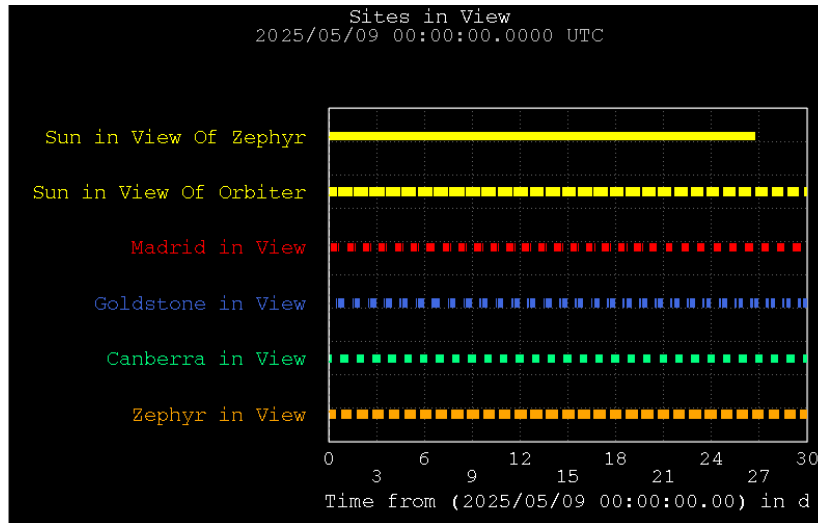 Sites in View
2025/05/09 00:00:00.0000 UTC
Sun in View Of Zephyr
Sun in View Of Orbiter
Madrid in View
Goldstone in View
Canberra in View
Zephyr in View
0 6 12 18 24 30
3 9 15 21 27
Time from (2025/05/09 00:00:00.00) in d